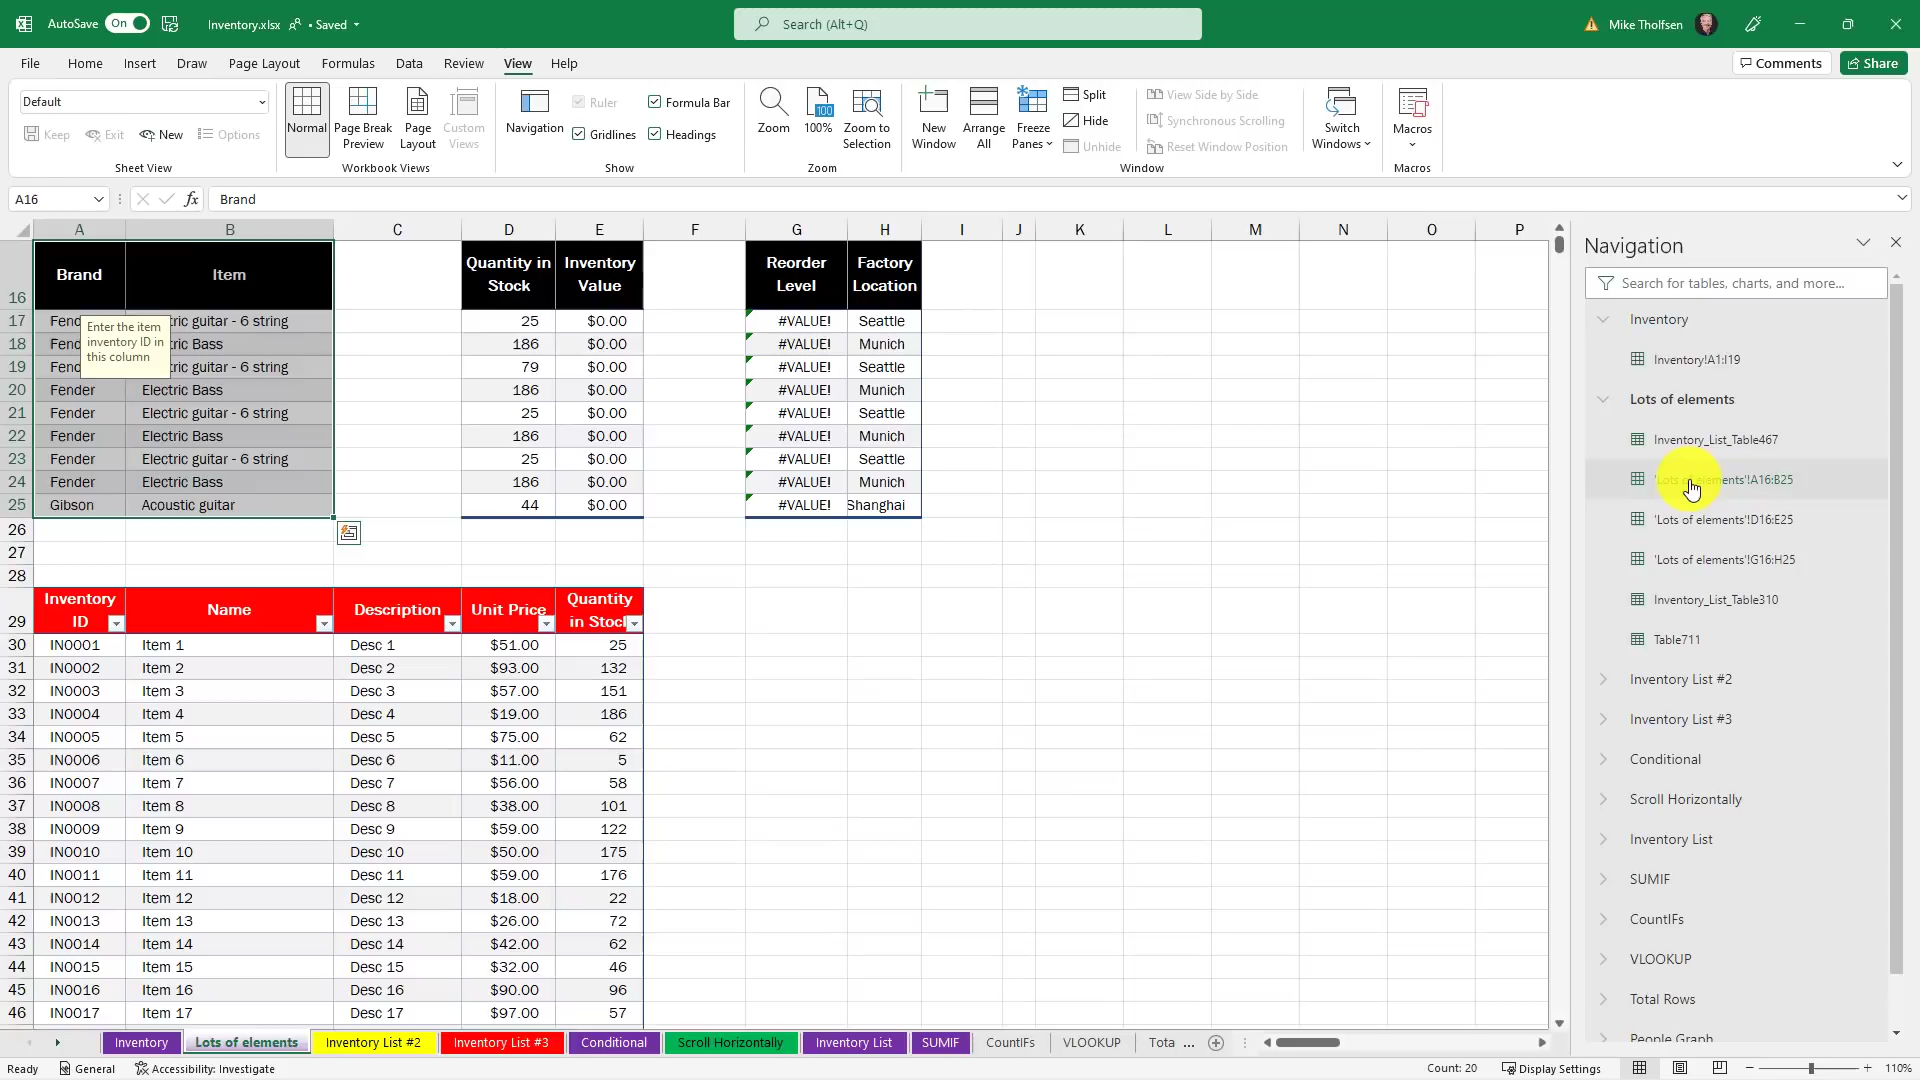 AutoSave On Inventory.xlsx • Saved Search (Alt+Q) Mike Tholfsen
File Home Insert Draw Page Layout Formulas Data Review View Help Comments Share
Default
Keep Exit New Options
Sheet View
Normal Page Break Preview Page Layout Custom Views
Workbook Views
Navigation Ruler Formula Bar
Gridlines Headings
Show
Zoom 100% Zoom to Selection
Zoom
New Window Arrange All Freeze Panes
Split
Hide
Unhide
View Side by Side
Synchronous Scrolling
Reset Window Position
Window
Switch Windows
Macros
Macros
A16 fx Brand
A B C D E F G H I J K L M N O P
16 Brand Item Quantity in Stock Inventory Value Reorder Level Factory Location
17 Fend tric guitar - 6 string 25 $0.00 #VALUE! Seattle
18 Fend tric Bass 186 $0.00 #VALUE! Munich
19 Fend tric guitar - 6 string 79 $0.00 #VALUE! Seattle
Enter the item
inventory ID in
this column
20 Fender Electric Bass 186 $0.00 #VALUE! Munich
21 Fender Electric guitar - 6 string 25 $0.00 #VALUE! Seattle
22 Fender Electric Bass 186 $0.00 #VALUE! Munich
23 Fender Electric guitar - 6 string 25 $0.00 #VALUE! Seattle
24 Fender Electric Bass 186 $0.00 #VALUE! Munich
25 Gibson Acoustic guitar 44 $0.00 #VALUE! Shanghai
26
27
28
29 Inventory ID Name Description Unit Price Quantity in Stock
30 IN0001 Item 1 Desc 1 $51.00 25
31 IN0002 Item 2 Desc 2 $93.00 132
32 IN0003 Item 3 Desc 3 $57.00 151
33 IN0004 Item 4 Desc 4 $19.00 186
34 IN0005 Item 5 Desc 5 $75.00 62
35 IN0006 Item 6 Desc 6 $11.00 5
36 IN0007 Item 7 Desc 7 $56.00 58
37 IN0008 Item 8 Desc 8 $38.00 101
38 IN0009 Item 9 Desc 9 $59.00 122
39 IN0010 Item 10 Desc 10 $50.00 175
40 IN0011 Item 11 Desc 11 $59.00 176
41 IN0012 Item 12 Desc 12 $18.00 22
42 IN0013 Item 13 Desc 13 $26.00 72
43 IN0014 Item 14 Desc 14 $42.00 62
44 IN0015 Item 15 Desc 15 $32.00 46
45 IN0016 Item 16 Desc 16 $90.00 96
46 IN0017 Item 17 Desc 17 $97.00 57
Navigation
Search for tables, charts, and more...
Inventory
Inventory!A1:I19
Lots of elements
Inventory_List_Table467
'Lots of elements'!A16:B25
'Lots of elements'!D16:E25
'Lots of elements'!G16:H25
Inventory_List_Table310
Table711
Inventory List #2
Inventory List #3
Conditional
Scroll Horizontally
Inventory List
SUMIF
CountIFs
VLOOKUP
Total Rows
People Graph
Inventory Lots of elements Inventory List #2 Inventory List #3 Conditional Scroll Horizontally Inventory List SUMIF CountIFs VLOOKUP Tota ...
Ready General Accessibility: Investigate Count: 20 Display Settings 110%